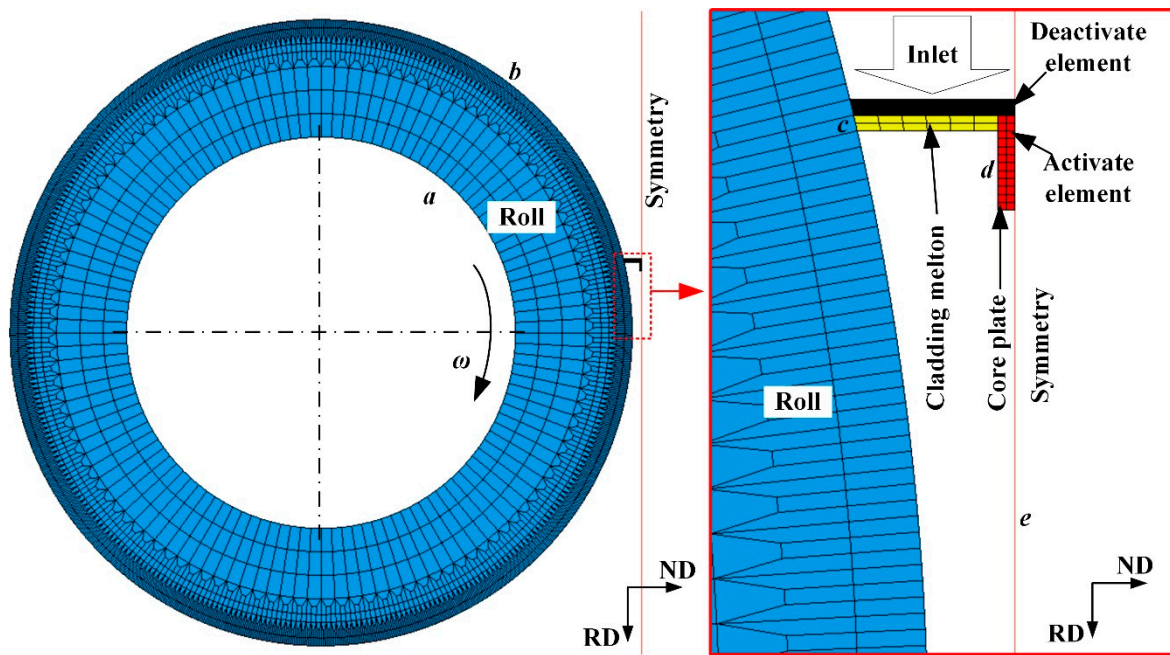 b
a
Roll
Symmetry
ω
ND
RD
Inlet
Deactivate
element
c
d
Activate
element
Symmetry
Cladding melton
Core plate
Roll
e
ND
RD